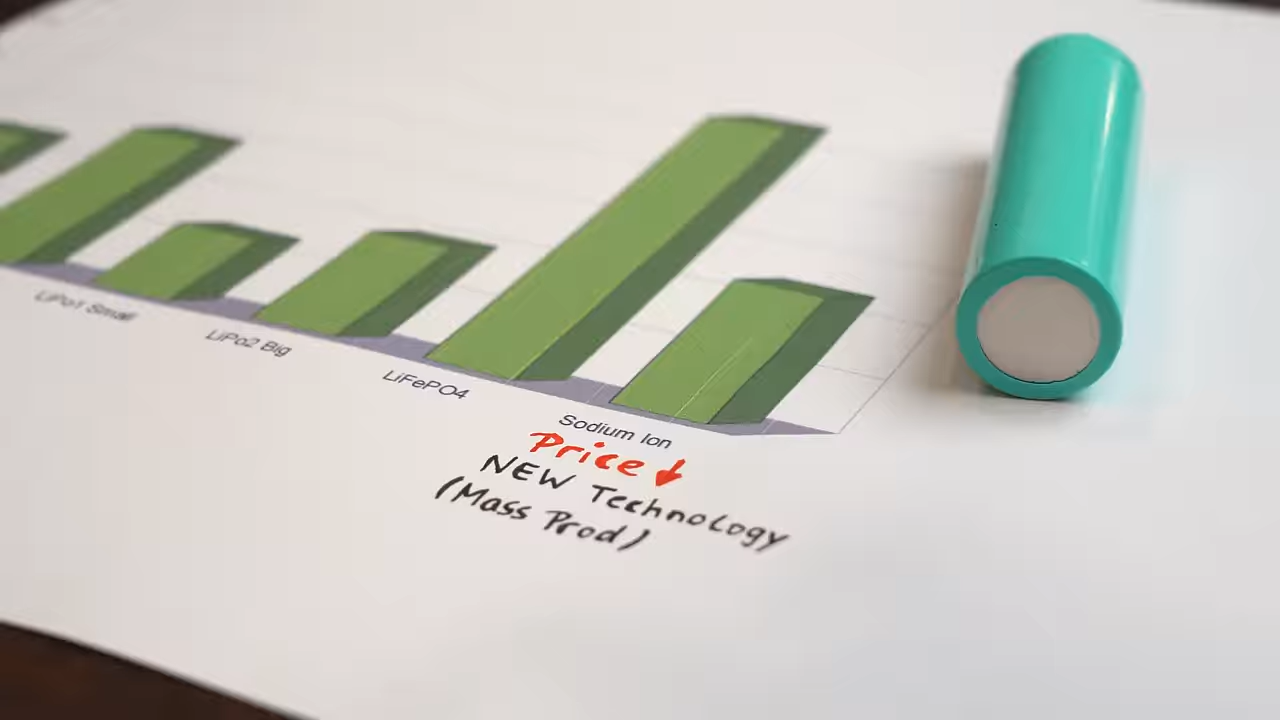 LiPo1 Small
LiPo2 Big
LiFePO4
Sodium Ion
Price ↓
NEW Technology
(Mass Prod)